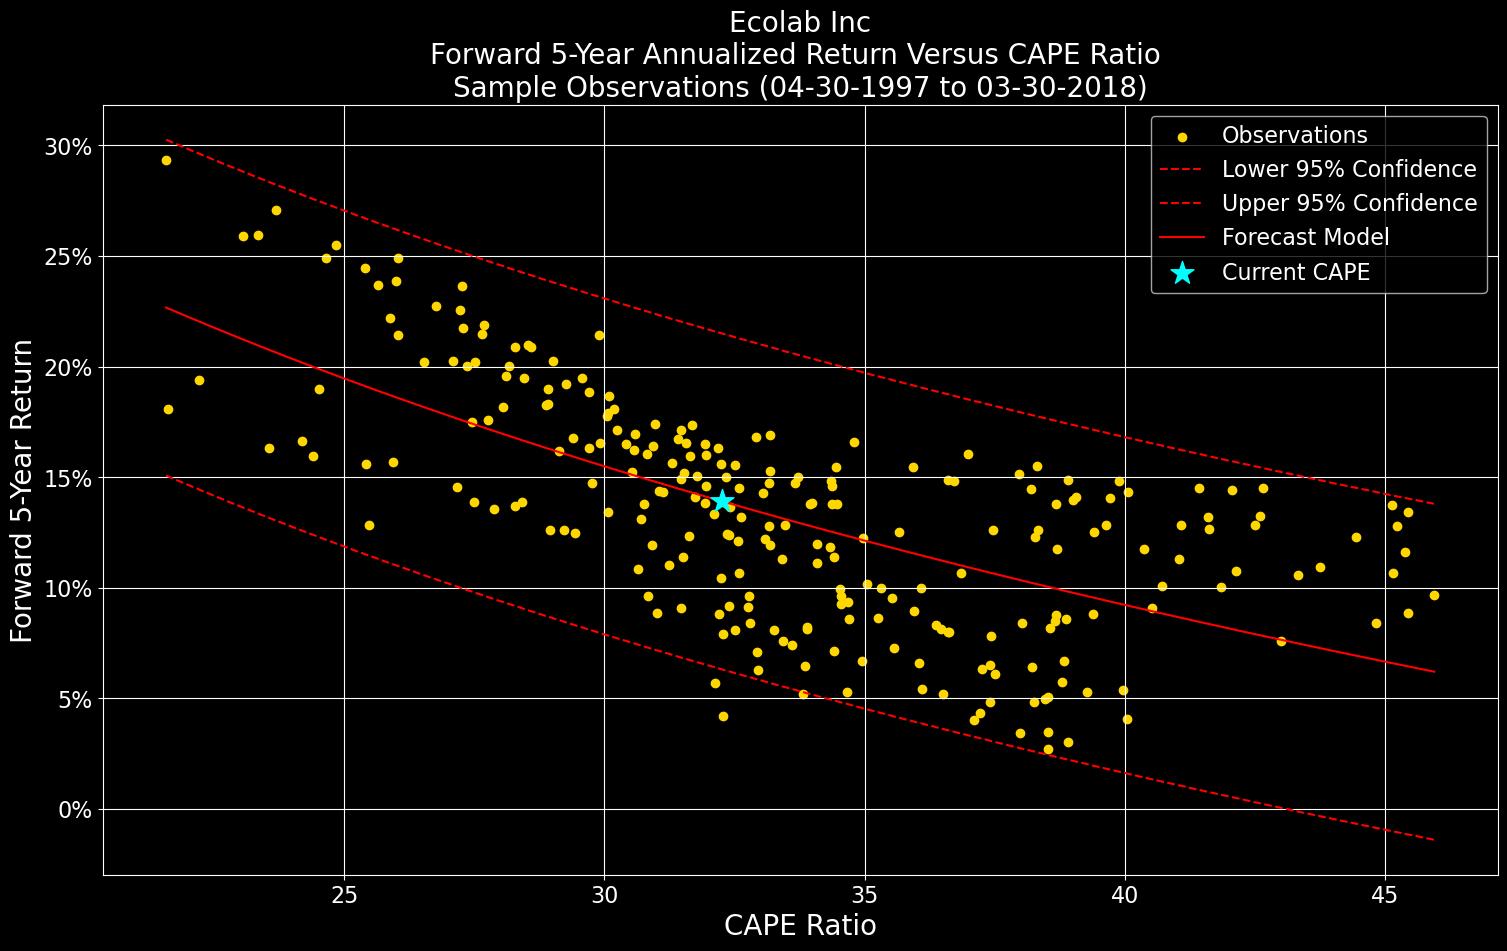 Ecolab Inc
Forward 5-Year Annualized Return Versus CAPE Ratio
Sample Observations (04-30-1997 to 03-30-2018)
Observations
Lower 95% Confidence
Upper 95% Confidence
Forecast Model
Current CAPE
Forward 5-Year Return
30%
25%
20%
15%
10%
5%
0%
25 30 35 40 45
CAPE Ratio